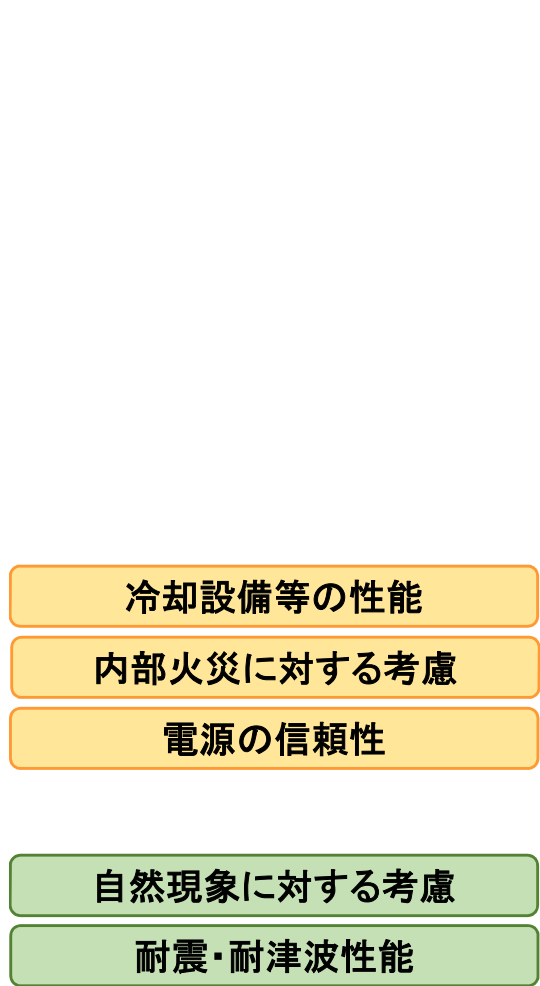 冷却設備等の性能
内部火災に対する考慮
電源の信頼性
自然現象に対する考慮
耐震・耐津波性能